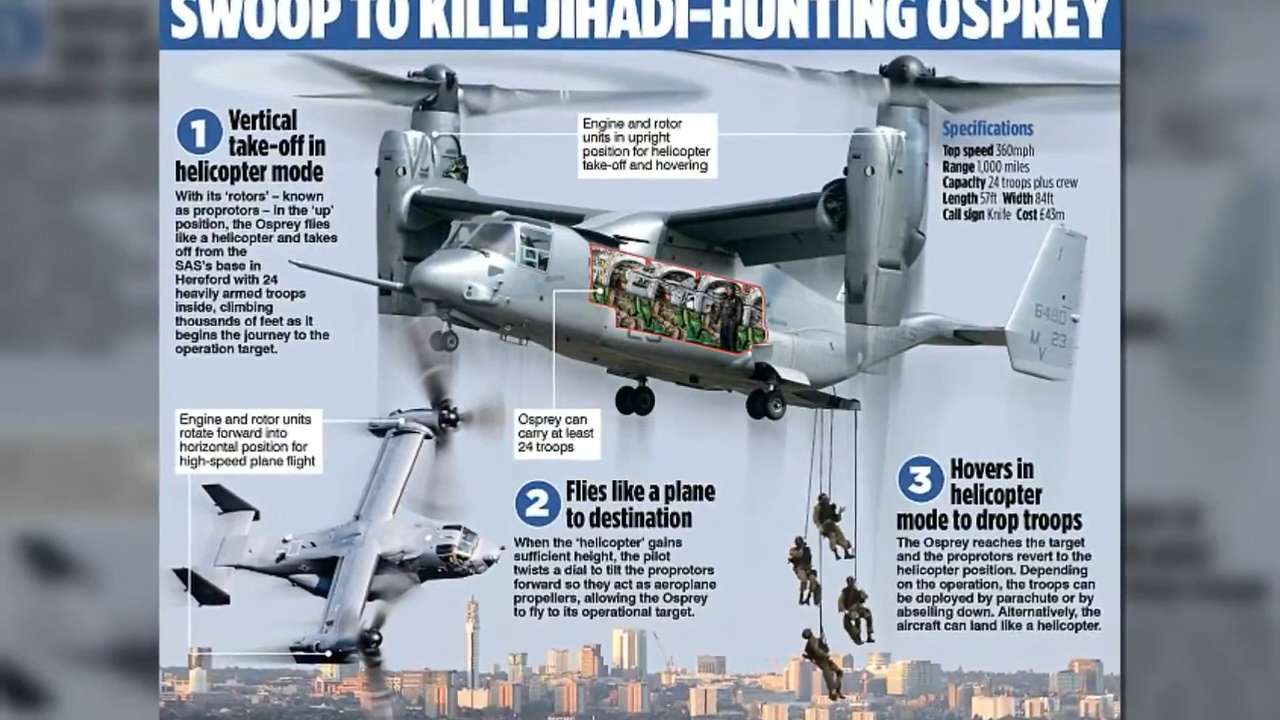 SWOOP TO KILL: JIHADI-HUNTING OSPREY
1
Vertical
take-off in
helicopter mode
With its 'rotors' – known
as proprotors – in the 'up'
position, the Osprey flies
like a helicopter and takes
off from the
SAS's base in
Hereford with 24
heavily armed troops
inside, climbing
thousands of feet as it
begins the journey to the
operation target.
Engine and rotor
units in upright
position for helicopter
take-off and hovering
Specifications
Top speed 360mph
Range 1,000 miles
Capacity 24 troops plus crew
Length 57ft Width 84ft
Call sign Knife Cost £43m
6480
M 23
V
Engine and rotor units
rotate forward into
horizontal position for
high-speed plane flight
Osprey can
carry at least
24 troops
2
Flies like a plane
to destination
When the 'helicopter' gains
sufficient height, the pilot
twists a dial to tilt the proprotors
forward so they act as aeroplane
propellers, allowing the Osprey
to fly to its operational target.
3
Hovers in
helicopter
mode to drop troops
The Osprey reaches the target
and the proprotors revert to the
helicopter position. Depending
on the operation, the troops can
be deployed by parachute or by
abseiling down. Alternatively, the
aircraft can land like a helicopter.